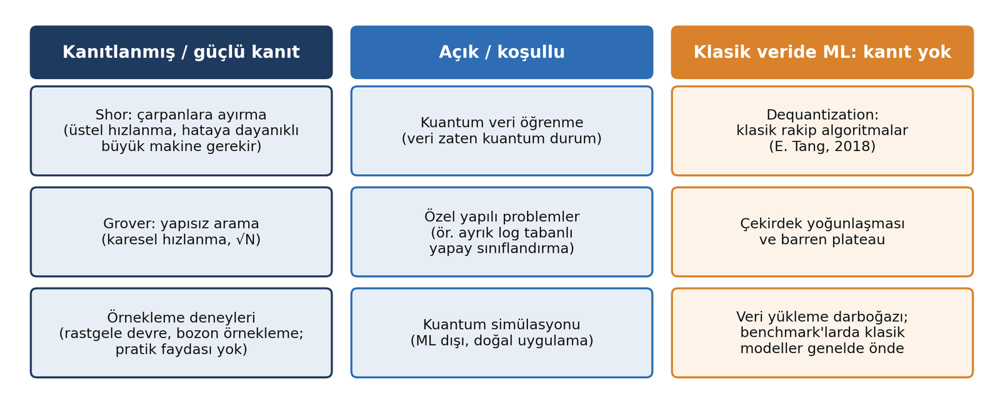 Kanıtlanmış / güçlü kanıt
Shor: çarpanlara ayırma
(üstel hızlanma, hataya dayanıklı
büyük makine gerekir)
Grover: yapısız arama
(karesel hızlanma, √N)
Örnekleme deneyleri
(rastgele devre, bozon örnekleme;
pratik faydası yok)
Açık / koşullu
Kuantum veri öğrenme
(veri zaten kuantum durum)
Özel yapılı problemler
(ör. ayrık log tabanlı
yapay sınıflandırma)
Kuantum simülasyonu
(ML dışı, doğal uygulama)
Klasik veride ML: kanıt yok
Dequantization:
klasik rakip algoritmalar
(E. Tang, 2018)
Çekirdek yoğunlaşması
ve barren plateau
Veri yükleme darboğazı;
benchmark'larda klasik
modeller genelde önde